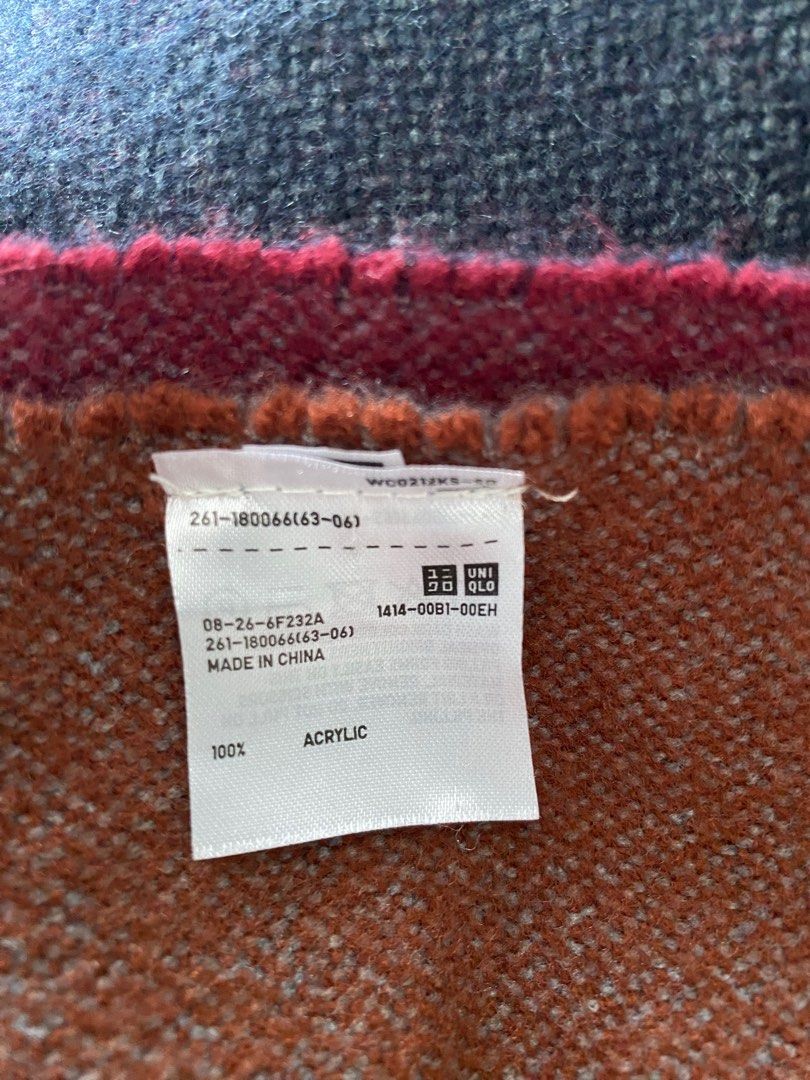 261-180066(63-06)
ユニ
クロ
UNI
QLO
1414-00B1-00EH
08-26-6F232A
261-180066(63-06)
MADE IN CHINA
100% ACRYLIC